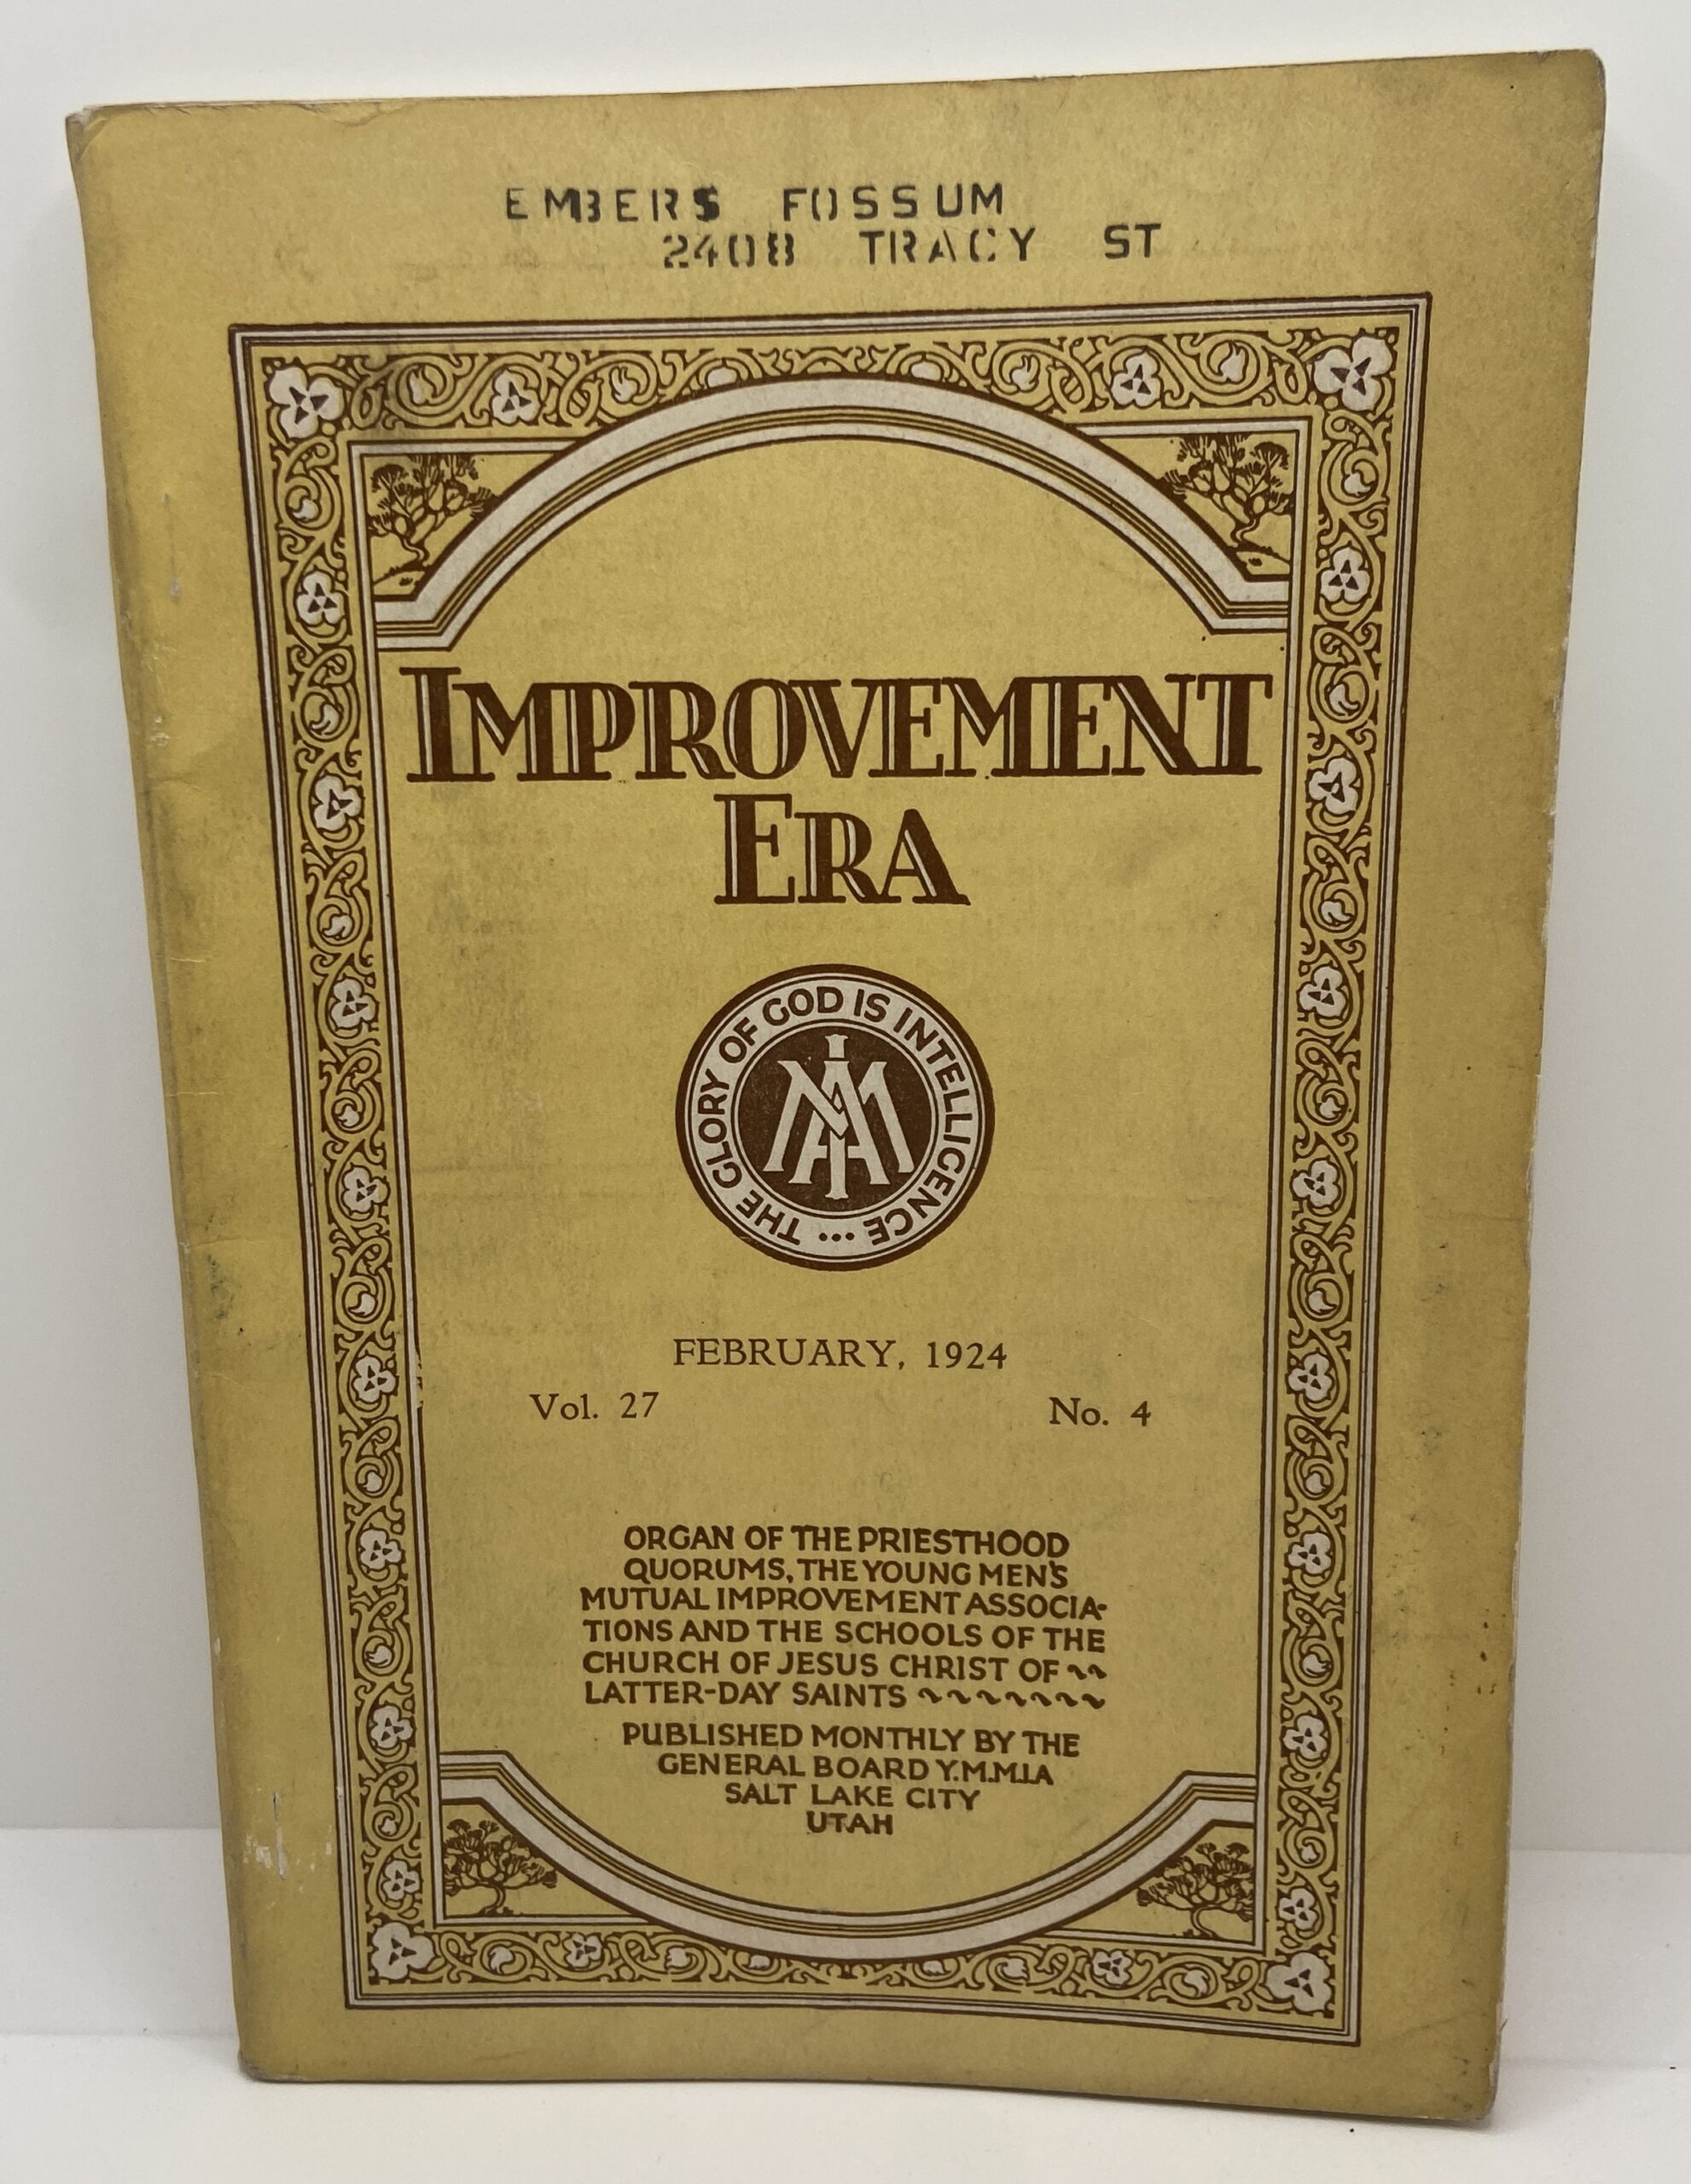 EMBERS FOSSUM
2408 TRACY ST
IMPROVEMENT
ERA
THE GLORY OF GOD IS INTELLIGENCE
MIA
FEBRUARY, 1924
Vol. 27 No. 4
ORGAN OF THE PRIESTHOOD
QUORUMS, THE YOUNG MEN'S
MUTUAL IMPROVEMENT ASSOCIA-
TIONS AND THE SCHOOLS OF THE
CHURCH OF JESUS CHRIST OF ~~
LATTER-DAY SAINTS ~~~~~~~
PUBLISHED MONTHLY BY THE
GENERAL BOARD Y.M.M.I.A
SALT LAKE CITY
UTAH